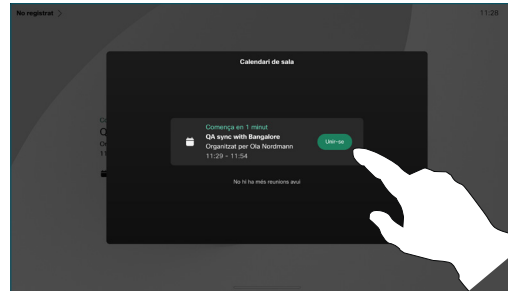 No registrat
11:28
Calendari de sala
Comença en 1 minut
QA sync with Bangalore
Organitzat per Ola Nordmann
11:29 – 11:54
Unir-se
No hi ha més reunions avui